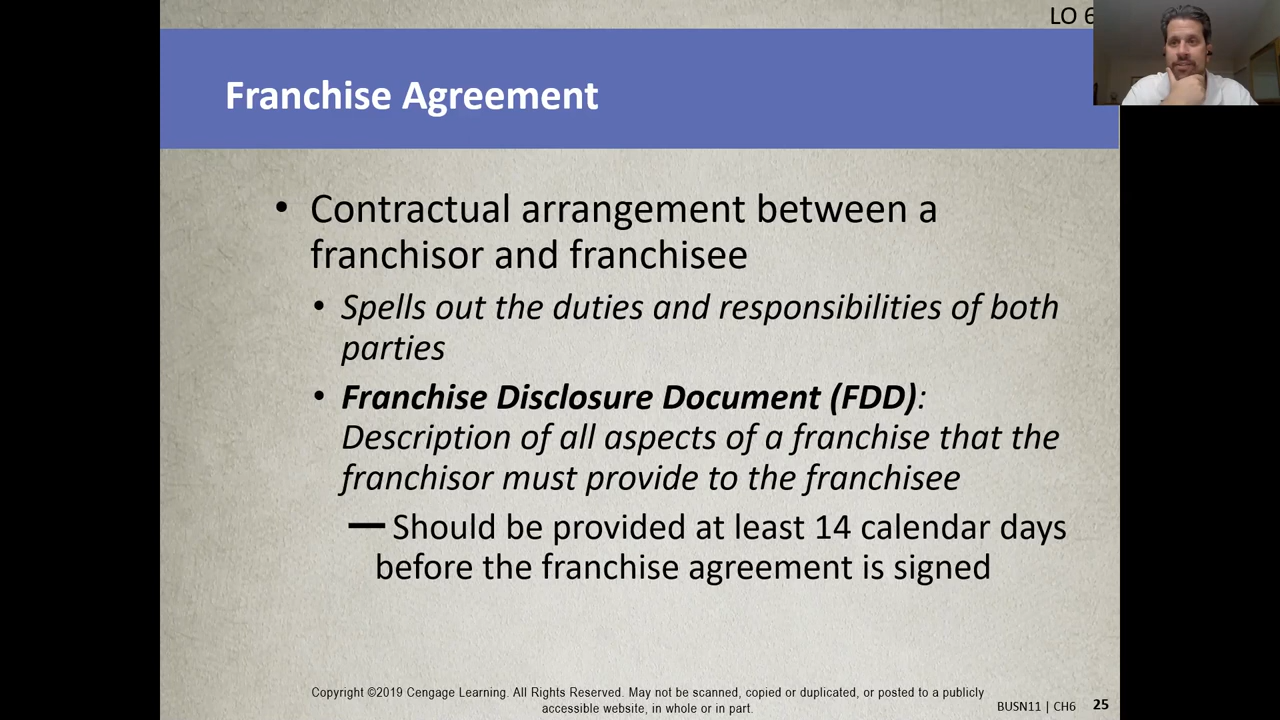 LO 6
Franchise Agreement
• Contractual arrangement between a
franchisor and franchisee
• Spells out the duties and responsibilities of both
parties
• Franchise Disclosure Document (FDD):
Description of all aspects of a franchise that the
franchisor must provide to the franchisee
— Should be provided at least 14 calendar days
before the franchise agreement is signed
Copyright ©2019 Cengage Learning. All Rights Reserved. May not be scanned, copied or duplicated, or posted to a publicly
accessible website, in whole or in part.
BUSN11 | CH6 25